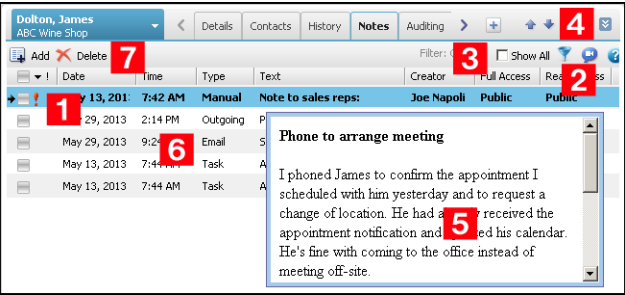 Dolton, James
ABC Wine Shop
Details Contacts History Notes Auditing 4
Add Delete 7 Filter: 3 Show All
! Date Time Type Text Creator Full Access 2
1 13, 201 7:42 AM Manual Note to sales reps: Joe Napoli Public Public
29, 2013 2:14 PM Outgoing P
May 29, 2013 9:2 6 Email S
May 13, 2013 7:44 Task A
May 13, 2013 7:44 AM Task A
Phone to arrange meeting
I phoned James to confirm the appointment I
scheduled with him yesterday and to request a
change of location. He had a 5 received the
appointment notification and his calendar.
He's fine with coming to the office instead of
meeting off-site.